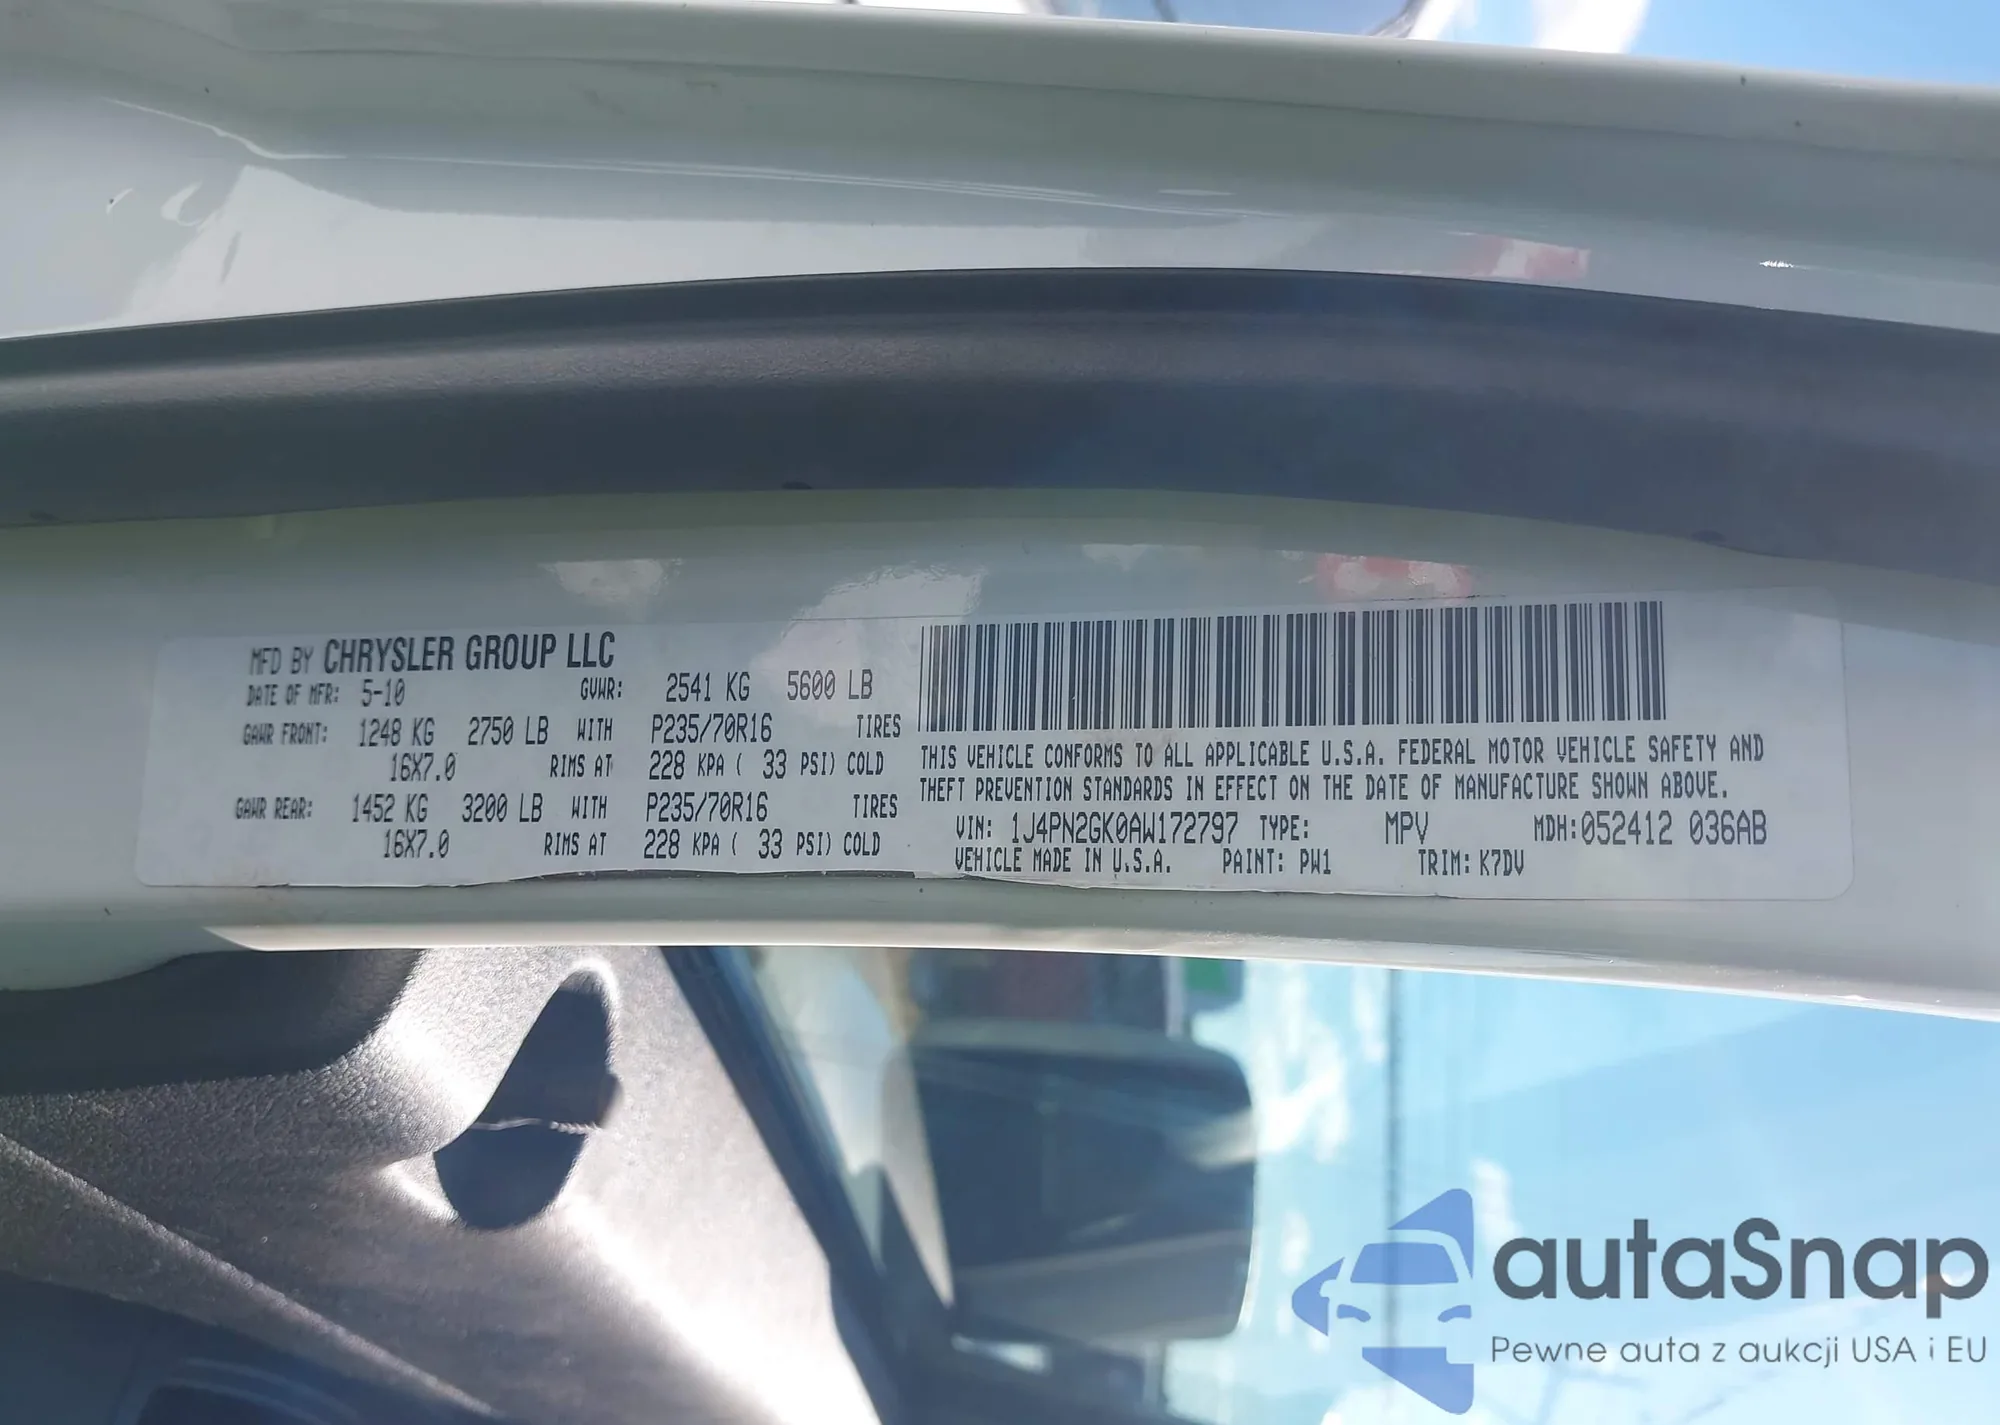 MFD BY CHRYSLER GROUP LLC
DATE OF MFR: 5-10 GVWR: 2541 KG 5600 LB
GAWR FRONT: 1248 KG 2750 LB WITH P235/70R16 TIRES
16X7.0 RIMS AT 228 KPA ( 33 PSI) COLD
GAWR REAR: 1452 KG 3200 LB WITH P235/70R16 TIRES
16X7.0 RIMS AT 228 KPA ( 33 PSI) COLD
THIS VEHICLE CONFORMS TO ALL APPLICABLE U.S.A. FEDERAL MOTOR VEHICLE SAFETY AND
THEFT PREVENTION STANDARDS IN EFFECT ON THE DATE OF MANUFACTURE SHOWN ABOVE.
VIN: 1J4PN2GK0AW172797 TYPE: MPV MDH:052412 036AB
VEHICLE MADE IN U.S.A. PAINT: PW1 TRIM: K7DV
autaSnap
Pewne auta z aukcji USA i EU